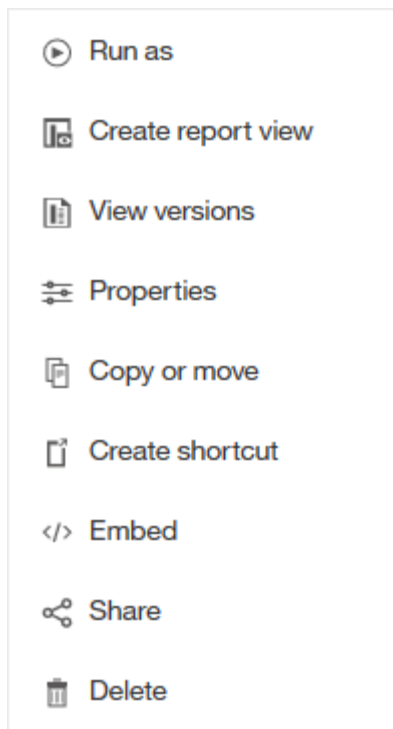 Run as
Create report view
View versions
Properties
Copy or move
Create shortcut
Embed
Share
Delete